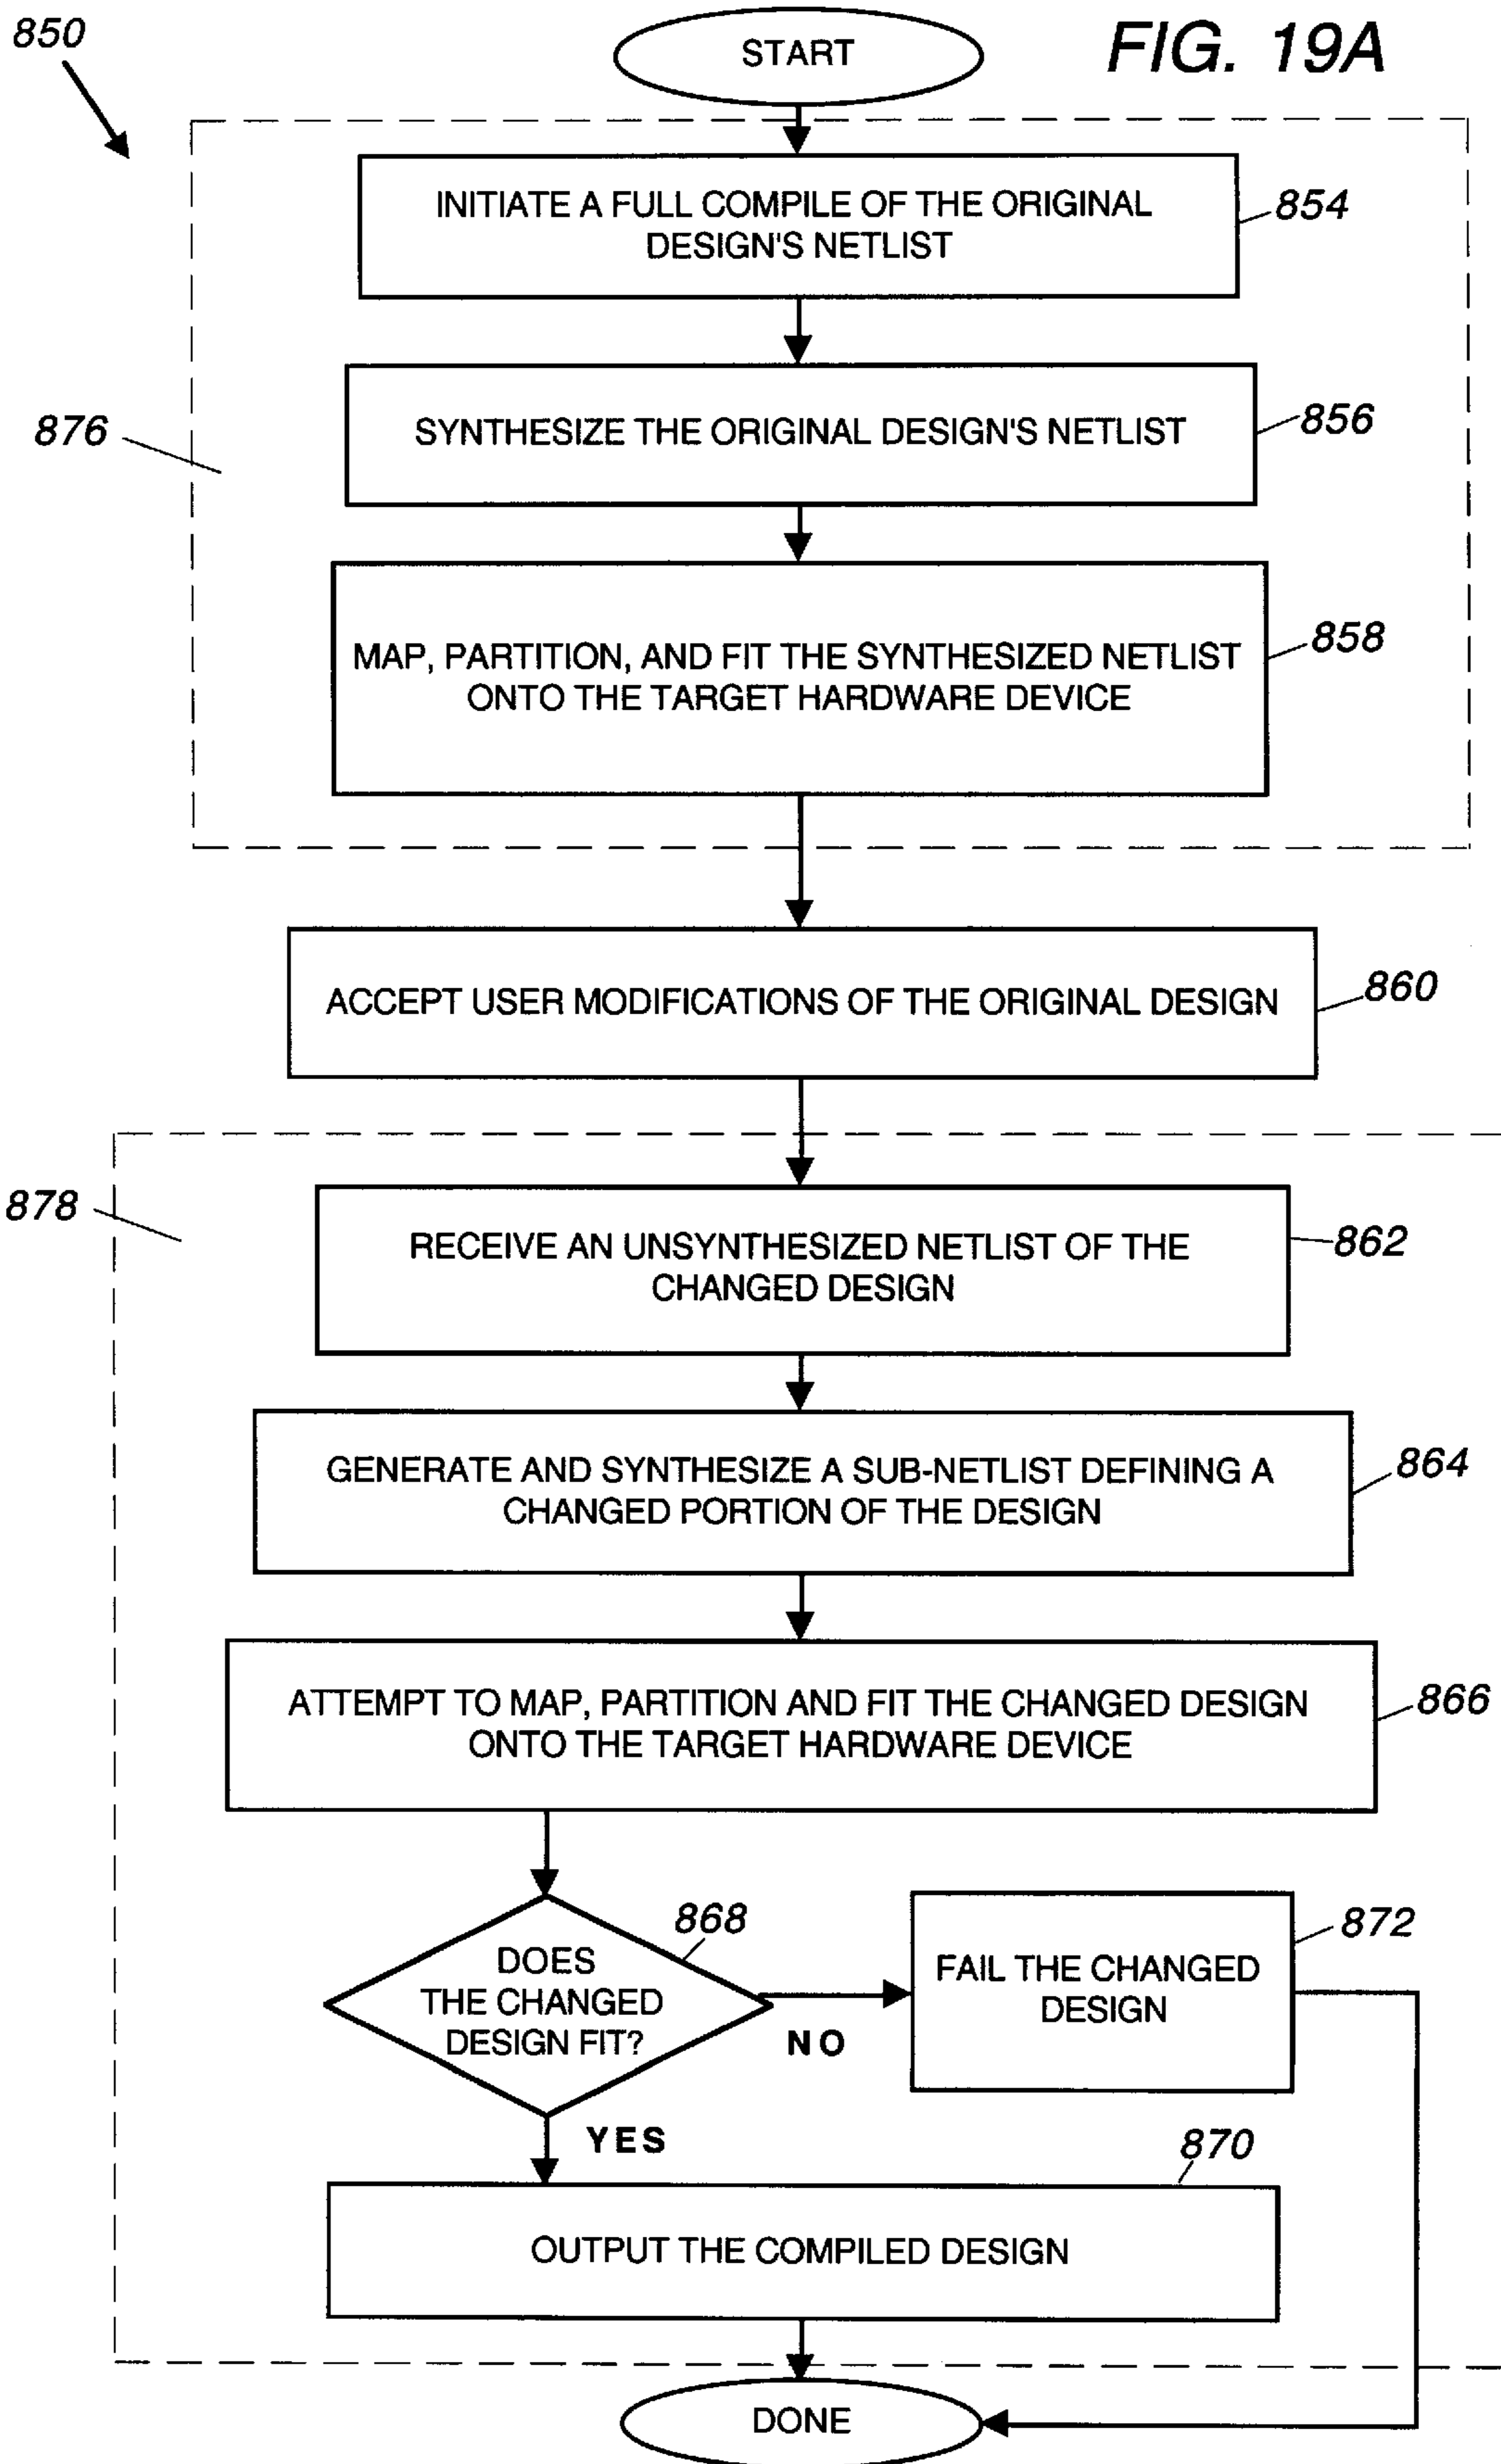 850
START
FIG. 19A
INITIATE A FULL COMPILE OF THE ORIGINAL
DESIGN'S NETLIST
854
SYNTHESIZE THE ORIGINAL DESIGN'S NETLIST
856
876
MAP, PARTITION, AND FIT THE SYNTHESIZED NETLIST
ONTO THE TARGET HARDWARE DEVICE
858
ACCEPT USER MODIFICATIONS OF THE ORIGINAL DESIGN
860
878
RECEIVE AN UNSYNTHESIZED NETLIST OF THE
CHANGED DESIGN
862
GENERATE AND SYNTHESIZE A SUB-NETLIST DEFINING A
CHANGED PORTION OF THE DESIGN
864
ATTEMPT TO MAP, PARTITION AND FIT THE CHANGED DESIGN
ONTO THE TARGET HARDWARE DEVICE
866
868
DOES
THE CHANGED
DESIGN FIT?
NO
FAIL THE CHANGED
DESIGN
872
YES
870
OUTPUT THE COMPILED DESIGN
DONE